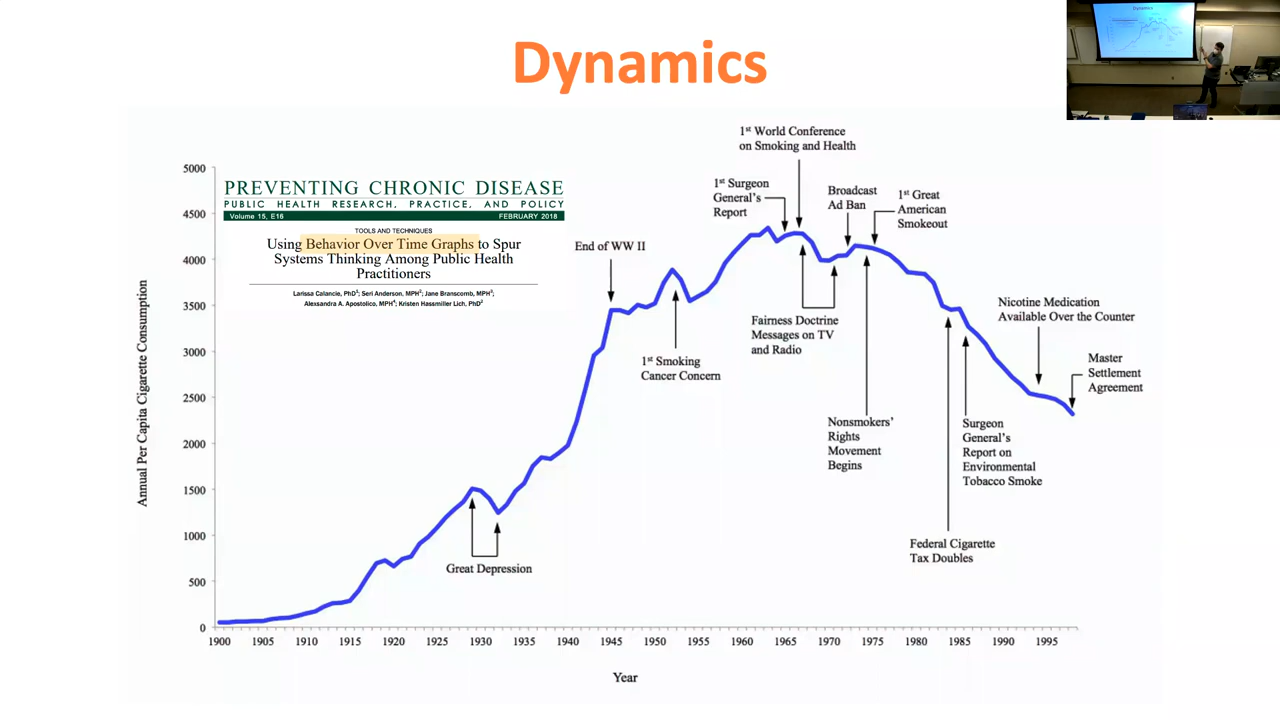 Dynamics
PREVENTING CHRONIC DISEASE
PUBLIC HEALTH RESEARCH, PRACTICE, AND POLICY
Volume 15, E16
FEBRUARY 2018
TOOLS AND TECHNIQUES
Using Behavior Over Time Graphs to Spur
Systems Thinking Among Public Health
Practitioners
Larissa Calancie, PhD¹; Seri Anderson, MPH²; Jane Branscomb, MPH³;
Alexsandra A. Apostolico, MPH⁴; Kristen Hassmiller Lich, PhD²
Annual Per Capita Cigarette Consumption
5000
4500
4000
3500
3000
2500
2000
1500
1000
500
0
1900
1905
1910
1915
1920
1925
1930
1935
1940
1945
1950
1955
1960
1965
1970
1975
1980
1985
1990
1995
Year
Great Depression
End of WW II
1st Smoking
Cancer Concern
1st Surgeon
General's
Report
1st World Conference
on Smoking and Health
Fairness Doctrine
Messages on TV
and Radio
Broadcast
Ad Ban
1st Great
American
Smokeout
Nonsmokers'
Rights
Movement
Begins
Federal Cigarette
Tax Doubles
Surgeon
General's
Report on
Environmental
Tobacco Smoke
Nicotine Medication
Available Over the Counter
Master
Settlement
Agreement
Dynamics